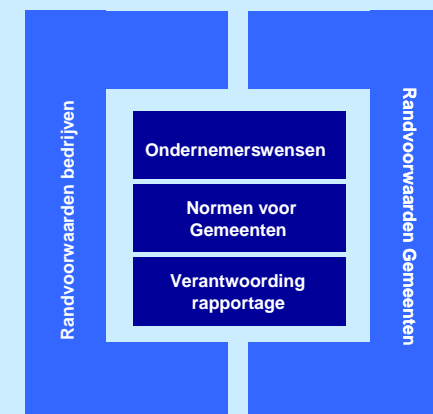 Randvoorwaarden bedrijven
Ondernemerswensen
Normen voor
Gemeenten
Verantwoording
rapportage
Randvoorwaarden Gemeenten